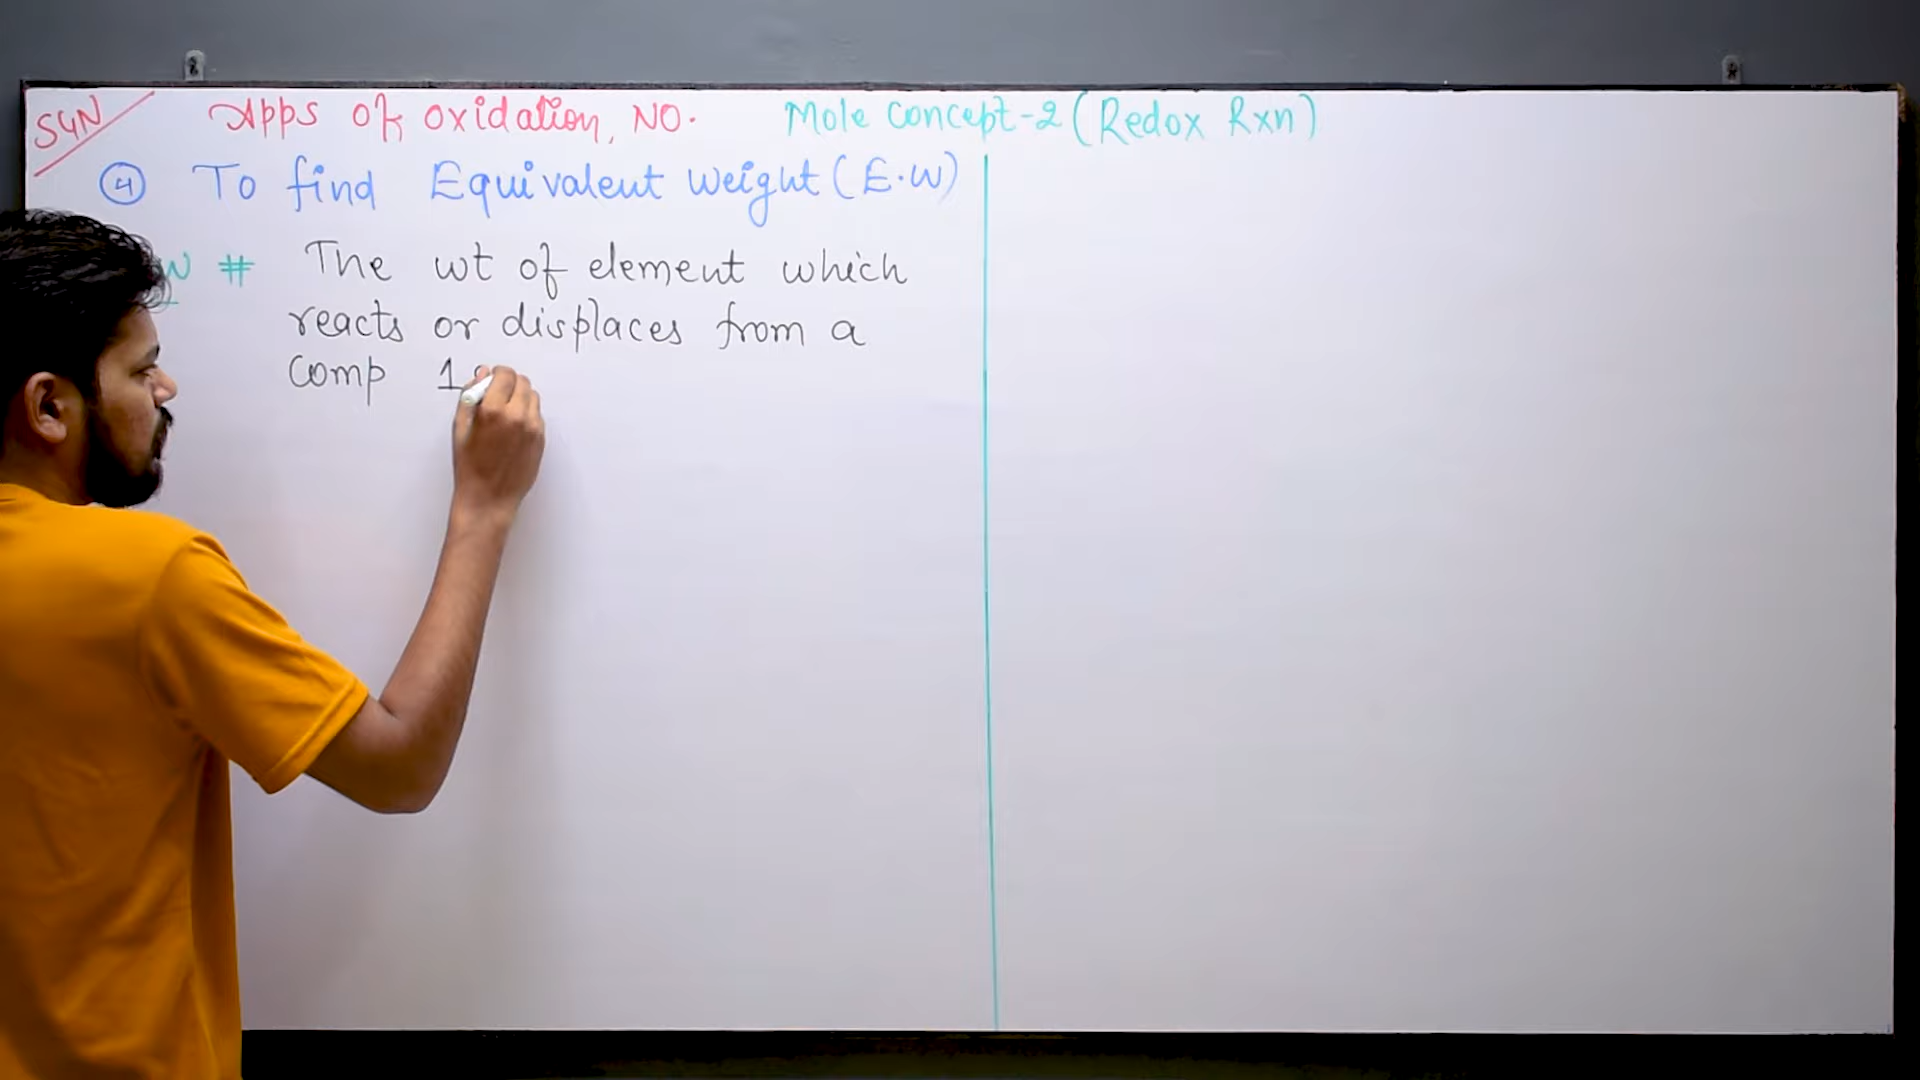 SGN Apps of oxidation NO. Mole Concept-2 (Redox Rxn)
4 To find Equivalent weight (E.W)
# The wt of element which
reacts or displaces from a
comp 1